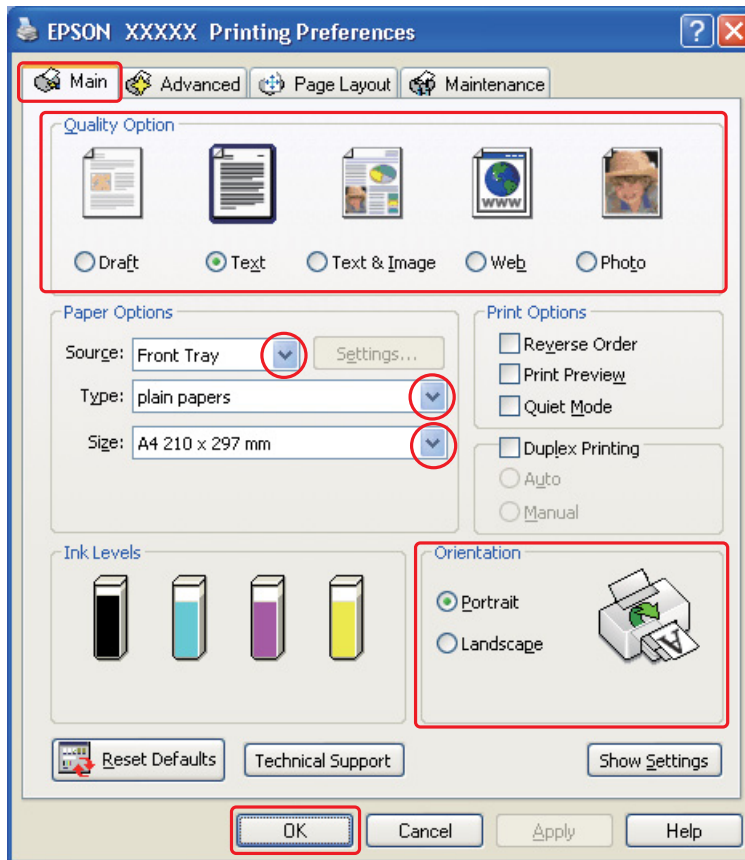 EPSON XXXXX Printing Preferences
Main Advanced Page Layout Maintenance
Quality Option
WWW
Draft Text Text & Image Web Photo
Paper Options
Source: Front Tray Settings...
Type: plain papers
Size: A4 210 x 297 mm
Print Options
Reverse Order
Print Preview
Quiet Mode
Duplex Printing
Auto
Manual
Ink Levels
Orientation
Portrait
Landscape
A
Reset Defaults Technical Support Show Settings
OK Cancel Apply Help